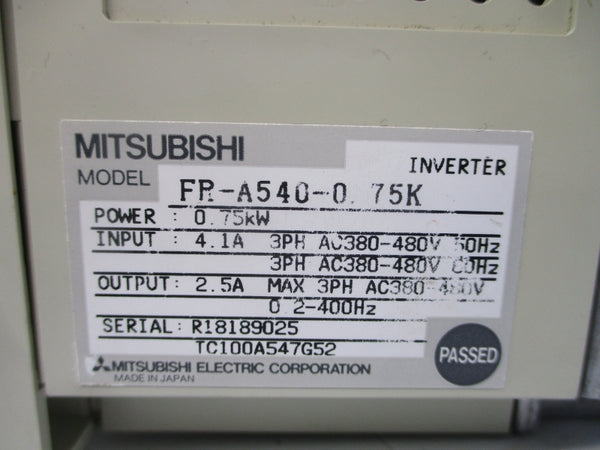 MITSUBISHI
INVERTER
MODEL FR-A540-0.75K
POWER : 0.75kW
INPUT : 4.1A 3PH AC380-480V 50Hz
3PH AC380-480V 60Hz
OUTPUT : 2.5A MAX 3PH AC380-480V
0.2-400Hz
SERIAL : R18189025
TC100A547G52
PASSED
MITSUBISHI ELECTRIC CORPORATION
MADE IN JAPAN